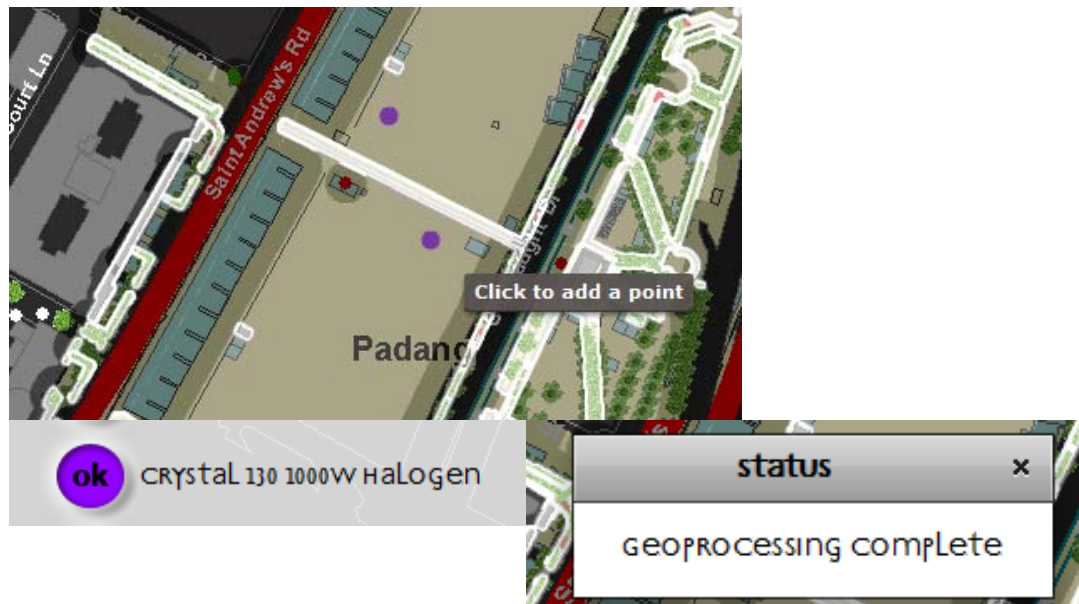 Court Ln
Saint Andrew's Rd
Click to add a point
Padang
ok CRYstaL 130 1000W HaLogen
status ×
GeoPROCessing comPLete